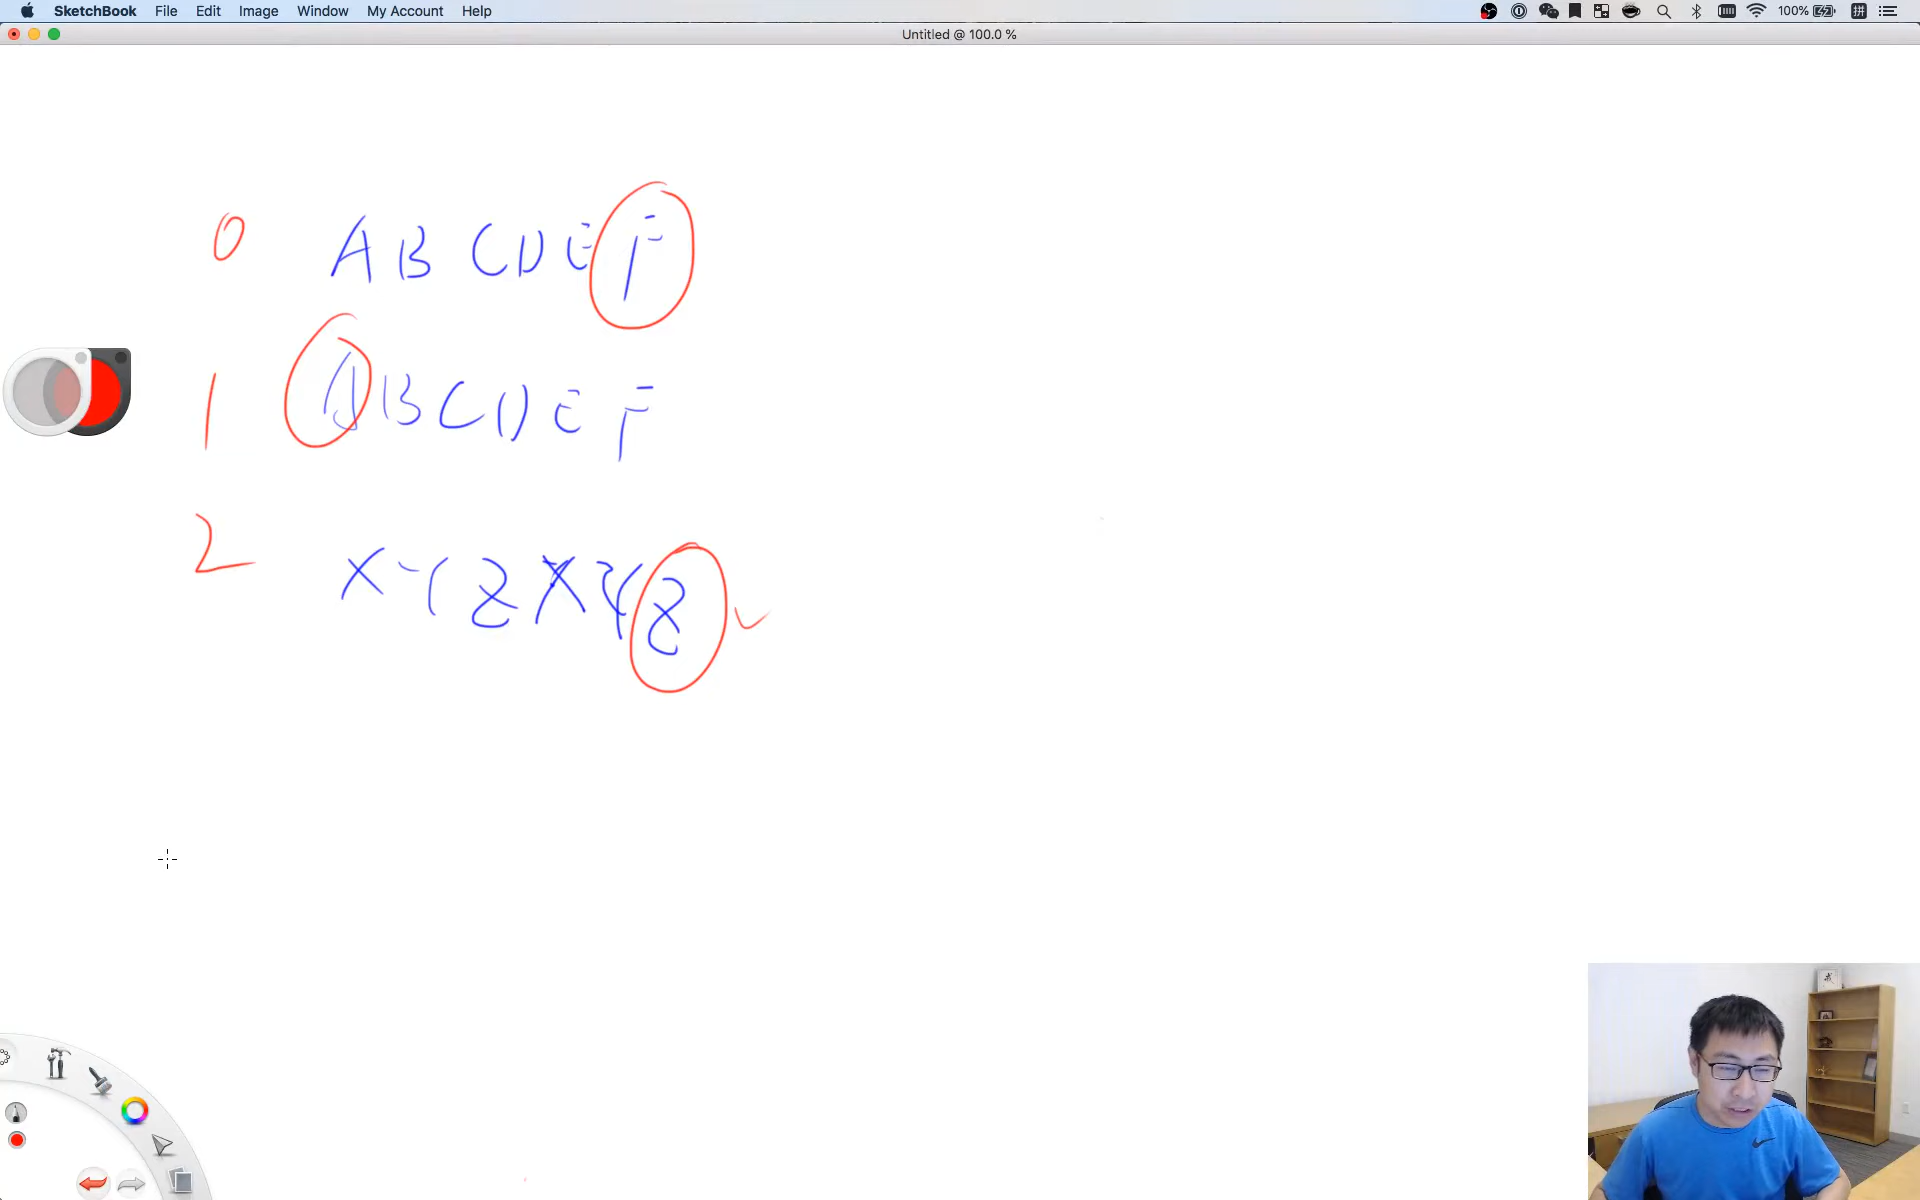 SketchBook File Edit Image Window My Account Help 100%
Untitled @ 100.0 %
0 A B C D E F
1 A B C D E F
2 X Y Z X Y Z